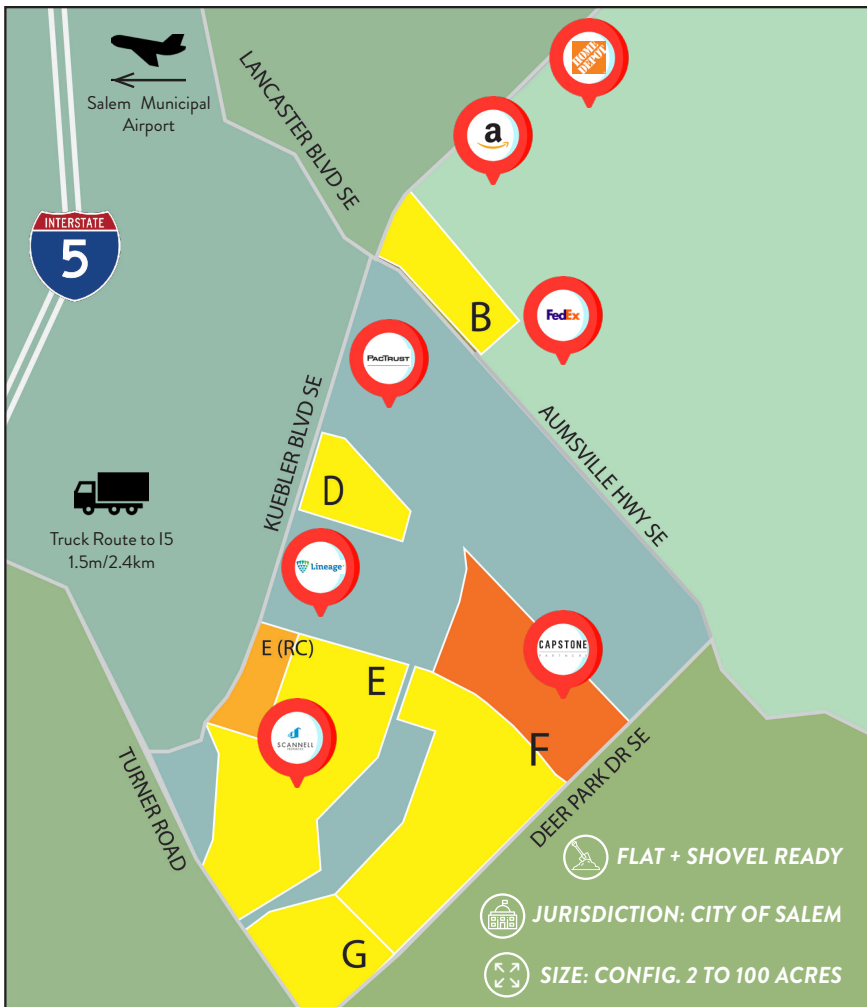 HOME
DEPOT
Salem Municipal
Airport
LANCASTER BLVD SE
a
INTERSTATE
5
B
FedEx
PACTRUST
KUEBLER BLVD SE
AUMSVILLE HWY SE
D
Truck Route to I5
1.5m/2.4km
Lineage
E (RC)
CAPSTONE
PARTNERS
E
SCANNELL
PROPERTIES
F
TURNER ROAD
DEER PARK DR SE
FLAT + SHOVEL READY
JURISDICTION: CITY OF SALEM
G
SIZE: CONFIG. 2 TO 100 ACRES